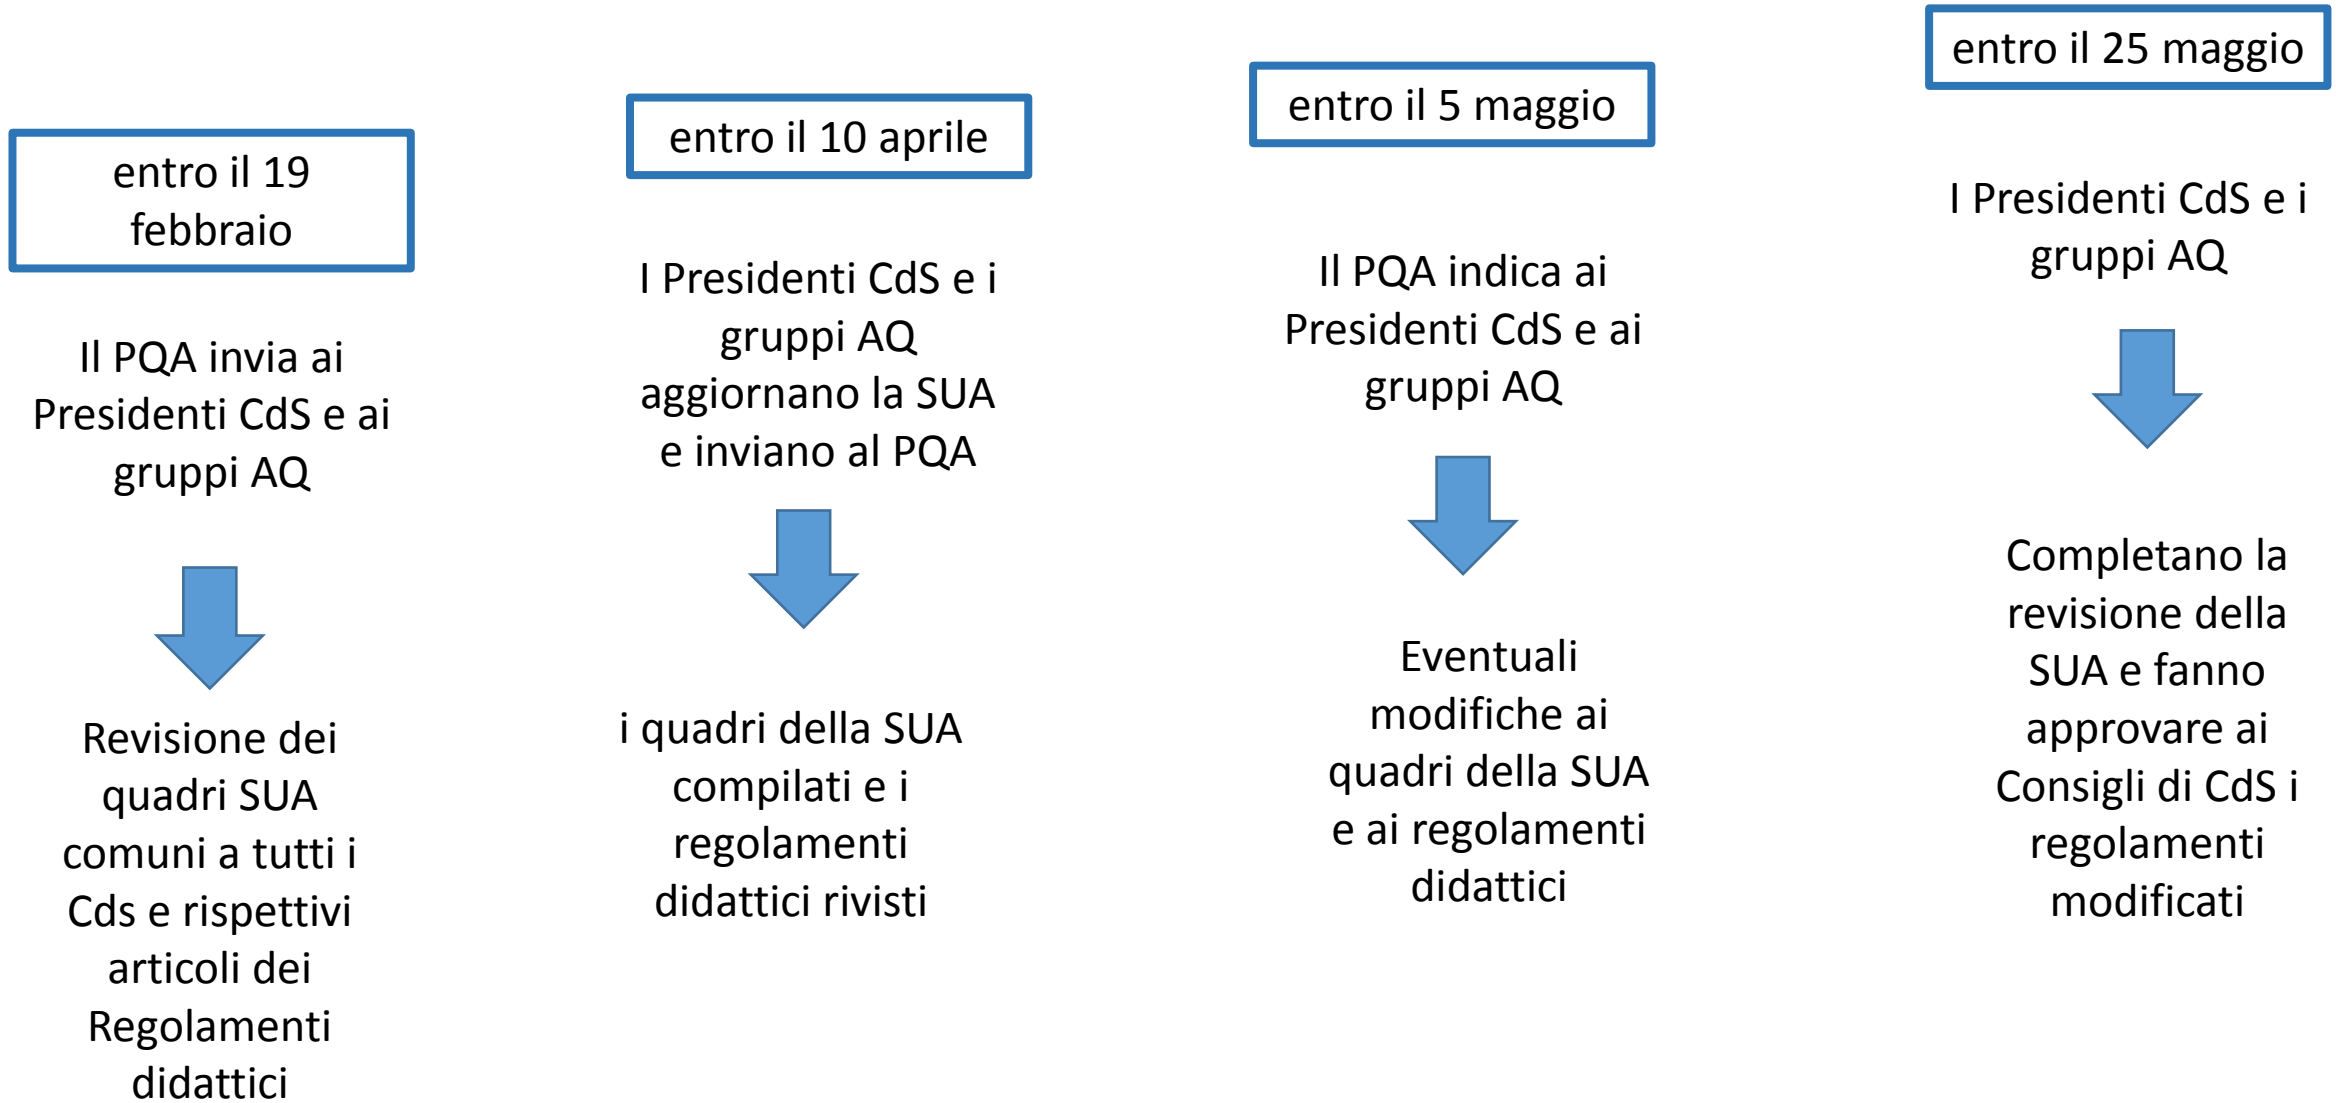 entro il 19
febbraio
Il PQA invia ai
Presidenti CdS e ai
gruppi AQ
Revisione dei
quadri SUA
comuni a tutti i
Cds e rispettivi
articoli dei
Regolamenti
didattici
entro il 10 aprile
I Presidenti CdS e i
gruppi AQ
aggiornano la SUA
e inviano al PQA
i quadri della SUA
compilati e i
regolamenti
didattici rivisti
entro il 5 maggio
Il PQA indica ai
Presidenti CdS e ai
gruppi AQ
Eventuali
modifiche ai
quadri della SUA
e ai regolamenti
didattici
entro il 25 maggio
I Presidenti CdS e i
gruppi AQ
Completano la
revisione della
SUA e fanno
approvare ai
Consigli di CdS i
regolamenti
modificati